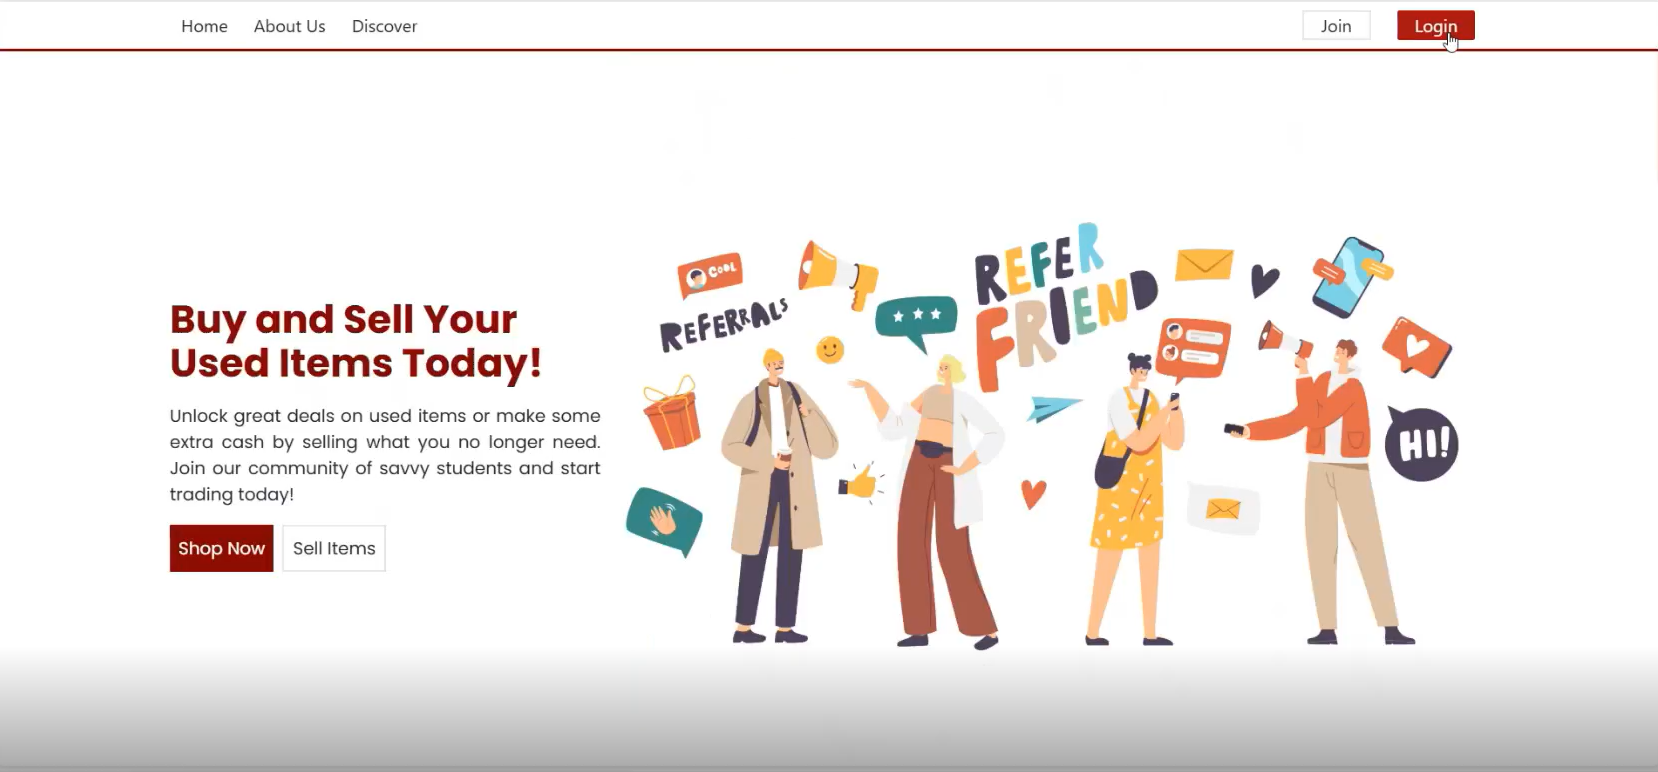 Home About Us Discover Join Login
Buy and Sell Your
Used Items Today!
Unlock great deals on used items or make some
extra cash by selling what you no longer need.
Join our community of savvy students and start
trading today!
Shop Now Sell Items
COOL
REFERRALS
REFER
FRIEND
HI!